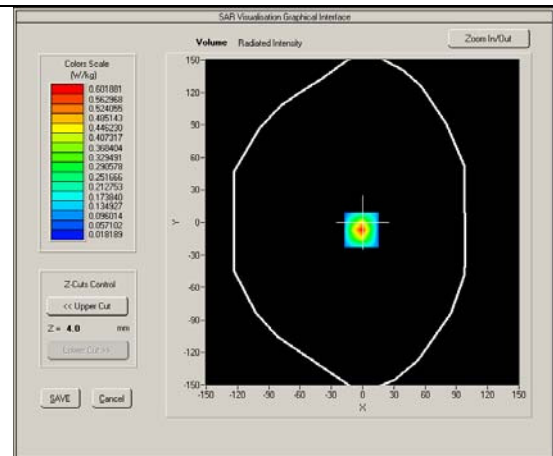 SAR Visualisation Graphical Interface
Volume Radiated Intensity
Zoom In/Out
Colors Scale
(W/kg)
0.601881
0.562968
0.524055
0.485143
0.446230
0.407317
0.368404
0.329491
0.290578
0.251666
0.212753
0.173840
0.134927
0.096014
0.057102
0.018189
Z-Cuts Control
<< Upper Cut
Z = 4.0 mm
Lower Cut >>
SAVE
Cancel
150
120
90
60
30
0
-30
-60
-90
-120
-150
Y
-150 -120 -90 -60 -30 0 30 60 90 120 150
X